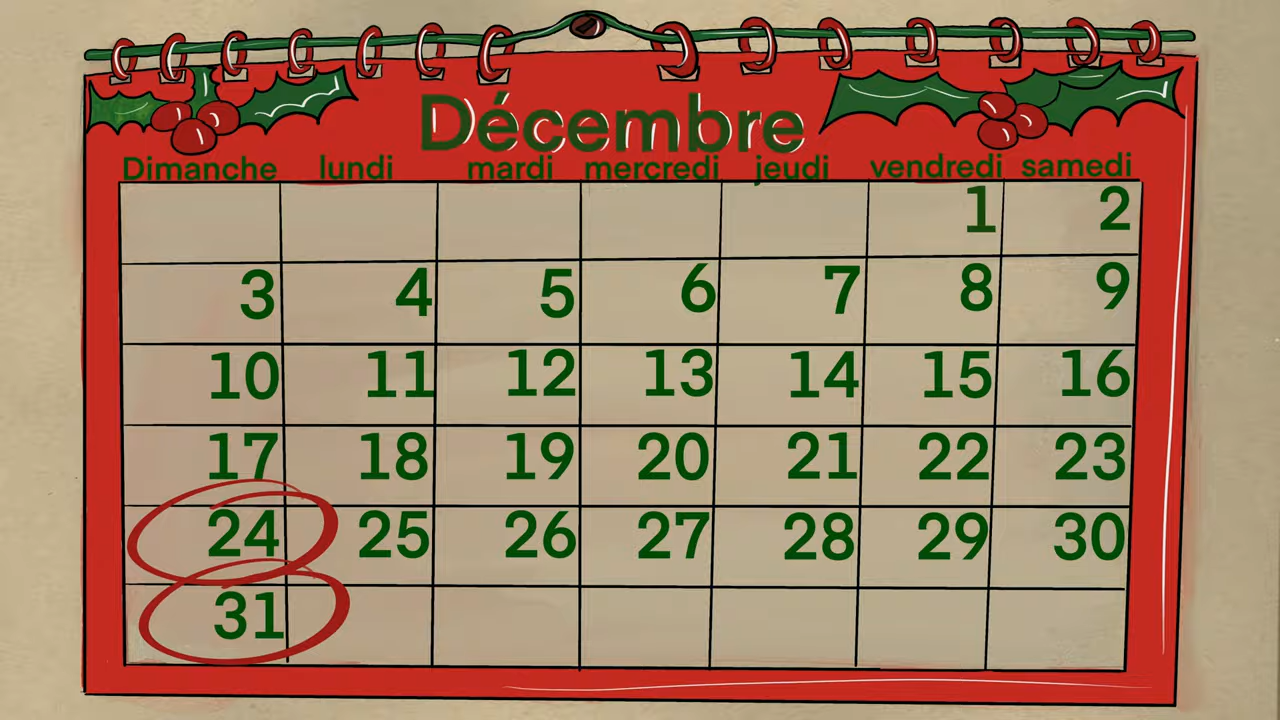 Décembre
Dimanche lundi mardi mercredi jeudi vendredi samedi
1 2
3 4 5 6 7 8 9
10 11 12 13 14 15 16
17 18 19 20 21 22 23
24 25 26 27 28 29 30
31